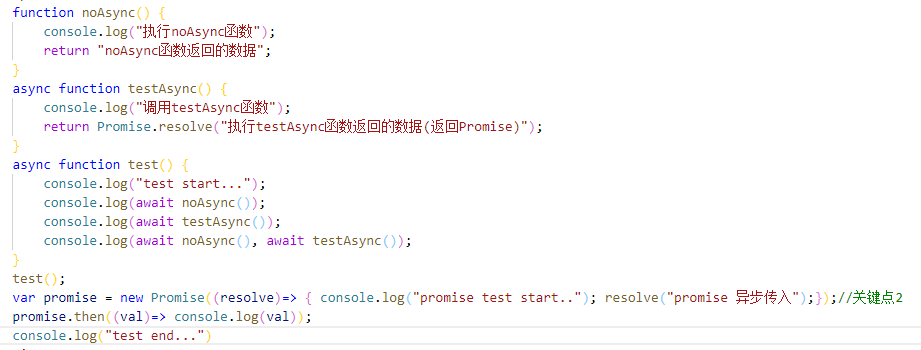 function noAsync() {
    console.log("执行noAsync函数");
    return "noAsync函数返回的数据";
}
async function testAsync() {
    console.log("调用testAsync函数");
    return Promise.resolve("执行testAsync函数返回的数据(返回Promise)");
}
async function test() {
    console.log("test start...");
    console.log(await noAsync());
    console.log(await testAsync());
    console.log(await noAsync(), await testAsync());
}
test();
var promise = new Promise((resolve)=> { console.log("promise test start.."); resolve("promise 异步传入");});//关键点2
promise.then((val)=> console.log(val));
console.log("test end...")